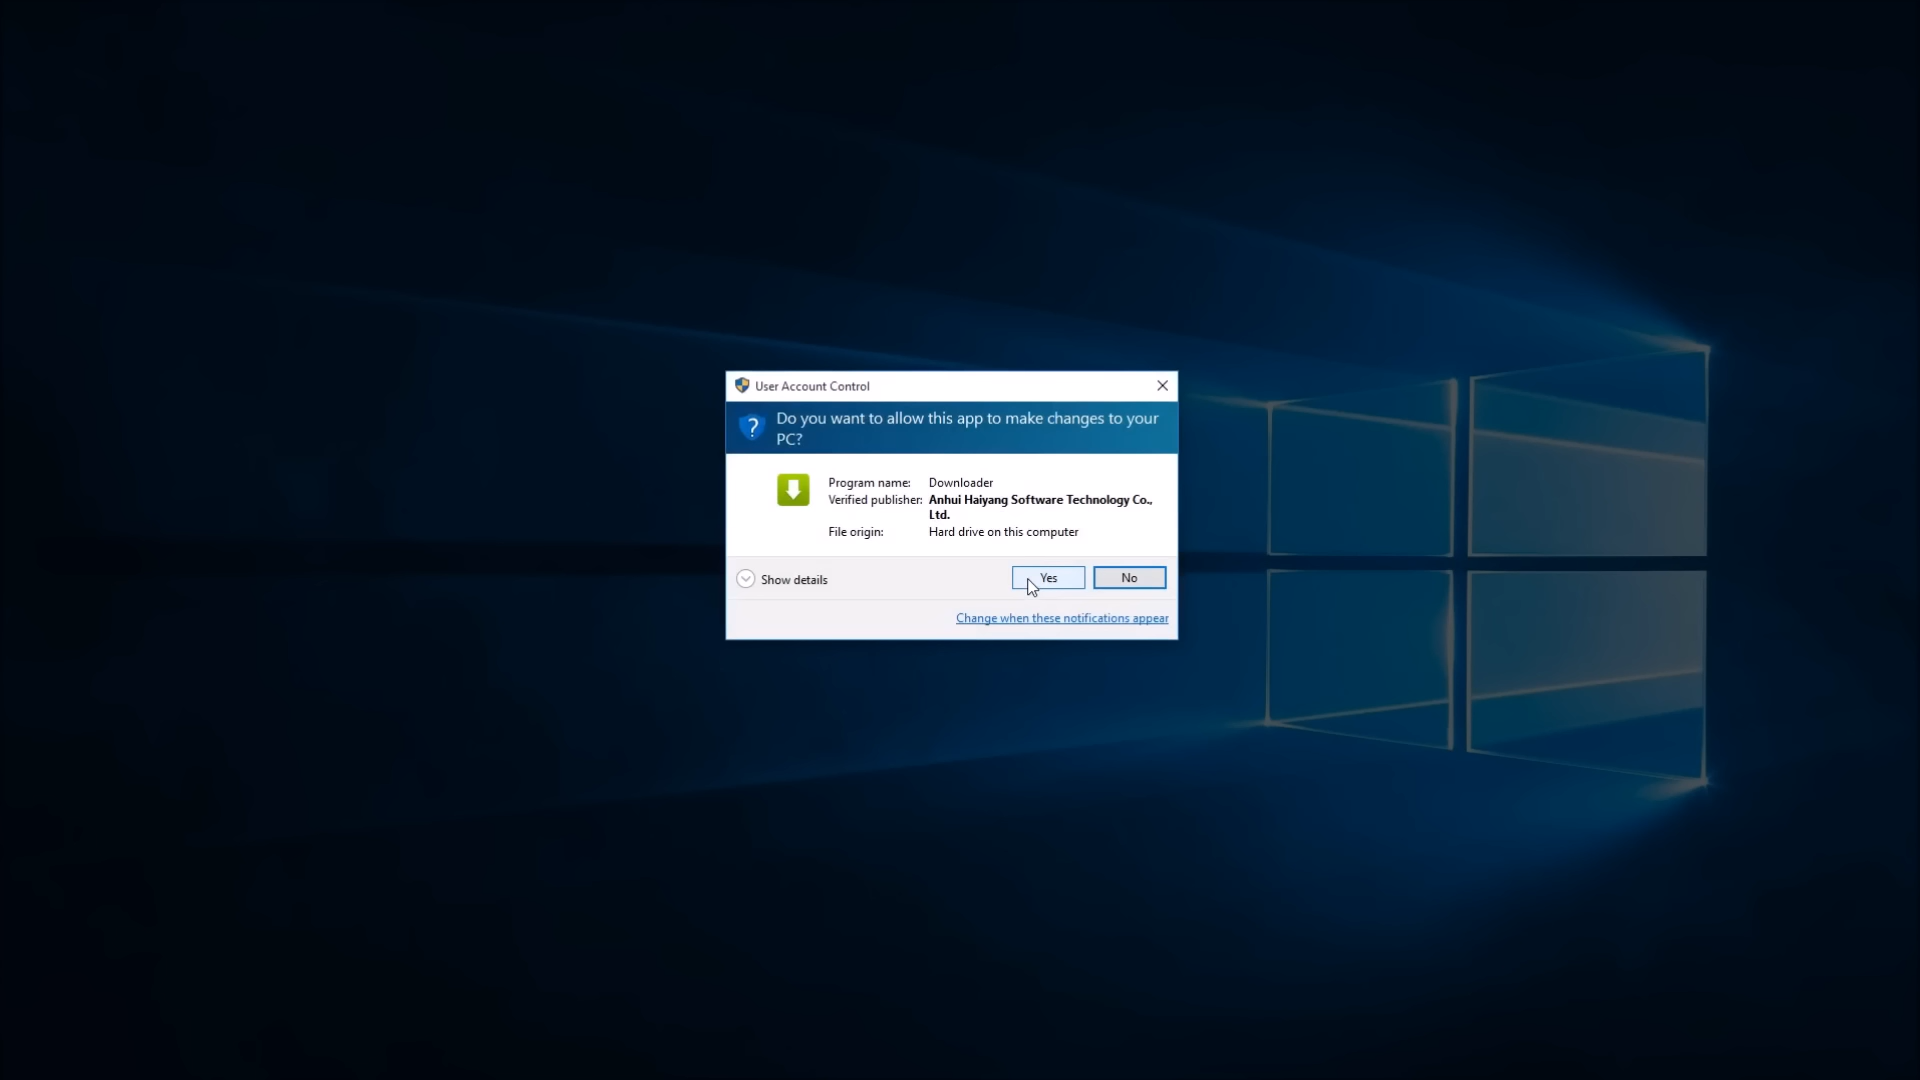 User Account Control
Do you want to allow this app to make changes to your
PC?
Program name: Downloader
Verified publisher: Anhui Haiyang Software Technology Co.,
Ltd.
File origin: Hard drive on this computer
Show details
Yes
No
Change when these notifications appear